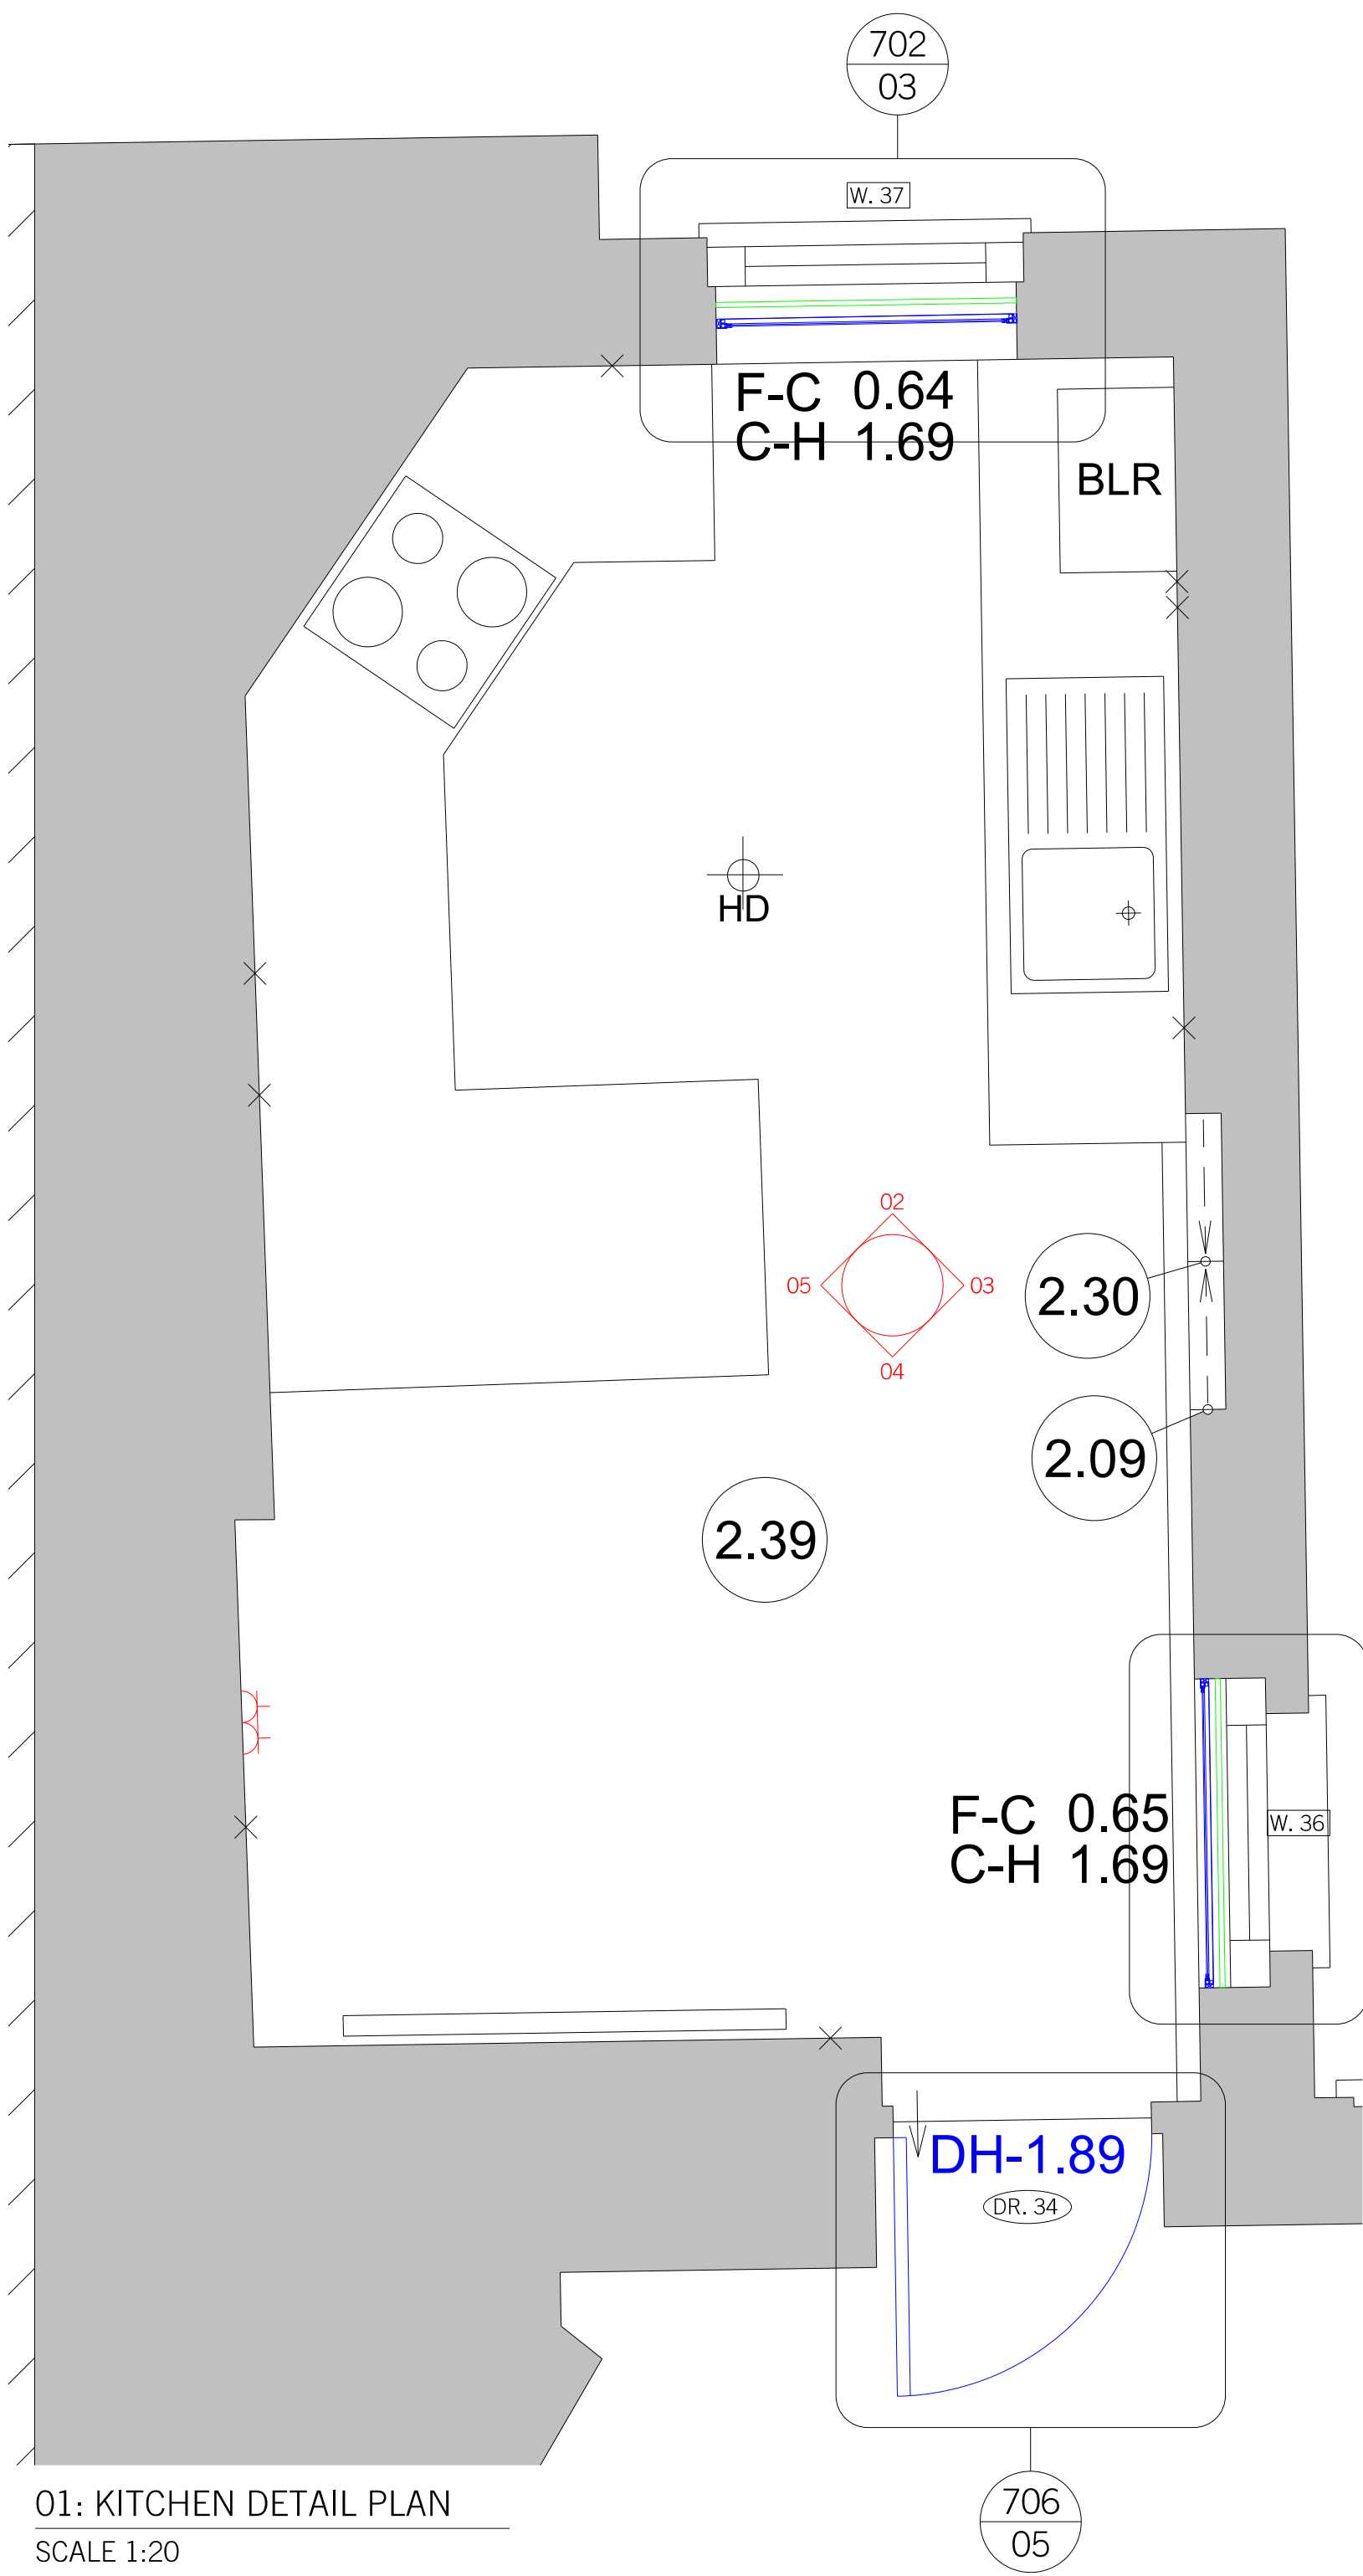 702
03
W. 37
F-C 0.64
C-H 1.69
BLR
HD
02
05
03
04
2.30
2.09
2.39
F-C 0.65
C-H 1.69
W. 36
DH-1.89
DR. 34
01: KITCHEN DETAIL PLAN
SCALE 1:20
706
05